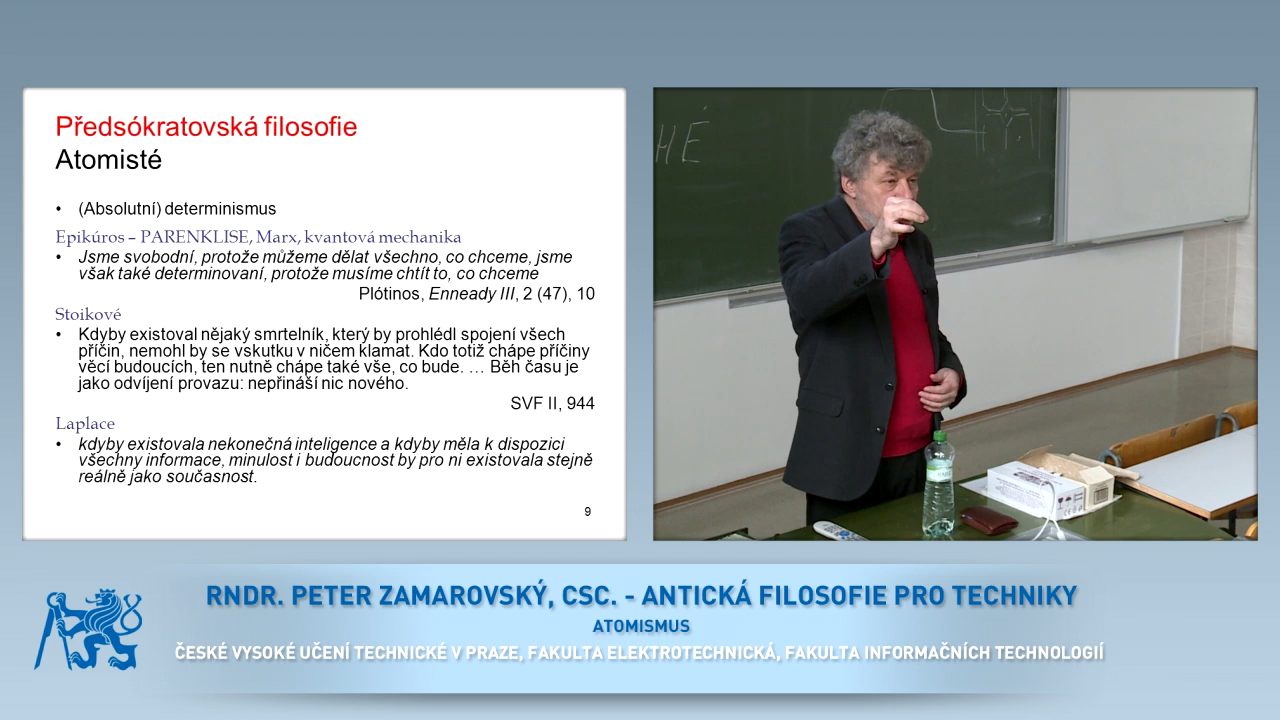 Předsókratovská filosofie
Atomisté
• (Absolutní) determinismus
Epikúros – PARENKLISE, Marx, kvantová mechanika
• Jsme svobodní, protože můžeme dělat všechno, co chceme, jsme
však také determinovaní, protože musíme chtít to, co chceme
Plótinos, Enneady III, 2 (47), 10
Stoikové
• Kdyby existoval nějaký smrtelník, který by prohlédl spojení všech
příčin, nemohl by se vskutku v ničem klamat. Kdo totiž chápe příčiny
věcí budoucích, ten nutně chápe také vše, co bude. … Běh času je
jako odvíjení provazu: nepřináší nic nového.
SVF II, 944
Laplace
• kdyby existovala nekonečná inteligence a kdyby měla k dispozici
všechny informace, minulost i budoucnost by pro ni existovala stejně
reálně jako současnost.
9
HÉ
RNDR. PETER ZAMAROVSKÝ, CSC. - ANTICKÁ FILOSOFIE PRO TECHNIKY
ATOMISMUS
ČESKÉ VYSOKÉ UČENÍ TECHNICKÉ V PRAZE, FAKULTA ELEKTROTECHNICKÁ, FAKULTA INFORMAČNÍCH TECHNOLOGIÍ